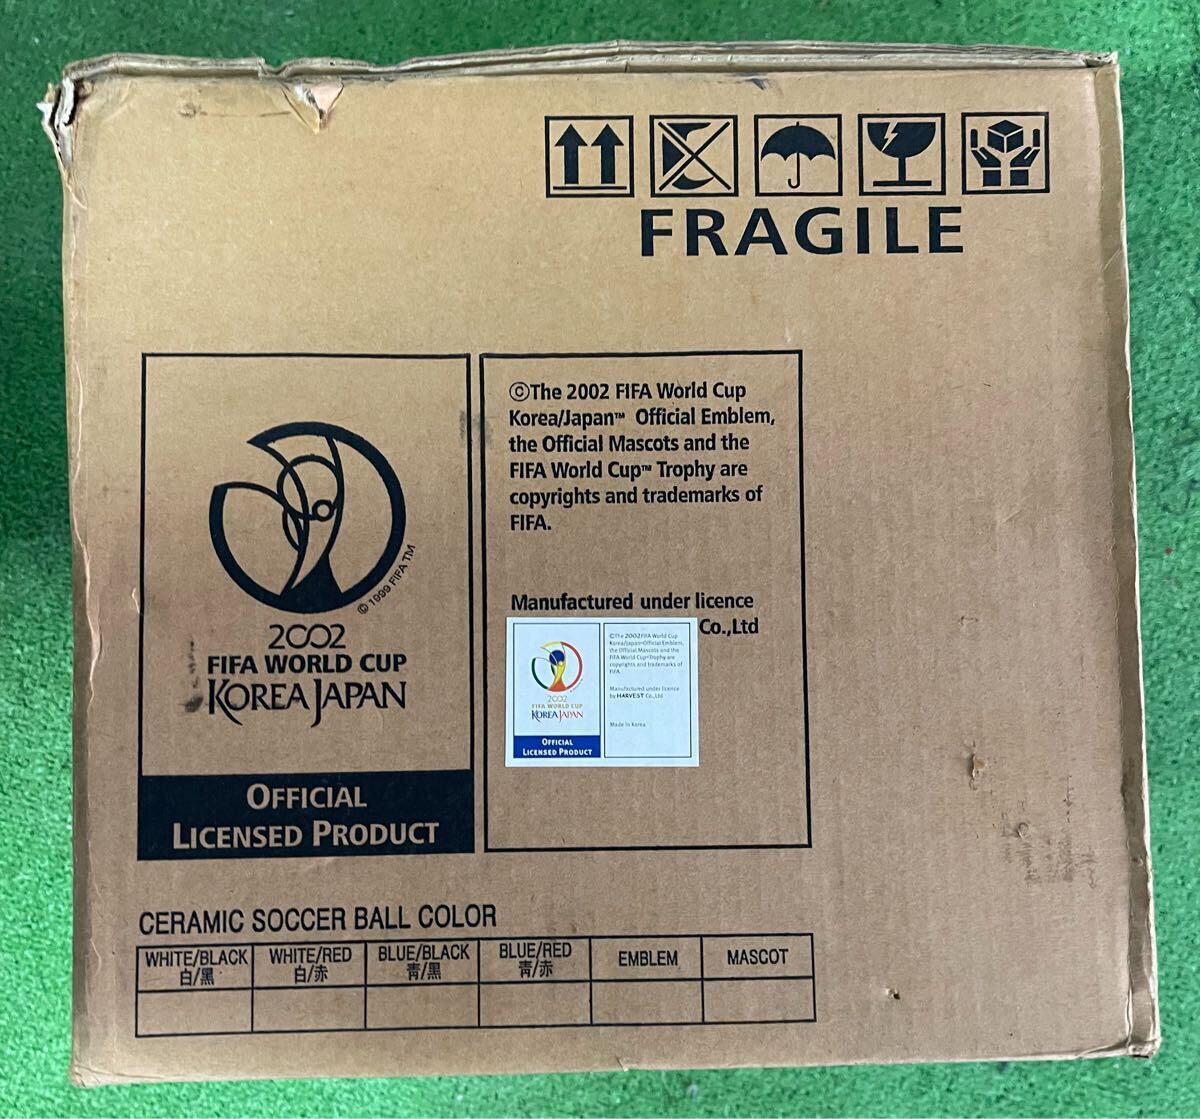 FRAGILE
© 1999 FIFA TM
2002
FIFA WORLD CUP
KOREA JAPAN
OFFICIAL
LICENSED PRODUCT
©The 2002 FIFA World Cup
Korea/Japan™ Official Emblem,
the Official Mascots and the
FIFA World Cup™ Trophy are
copyrights and trademarks of
FIFA.
Manufactured under licence
Co.,Ltd
2002
FIFA WORLD CUP
KOREA JAPAN
OFFICIAL
LICENSED PRODUCT
©The 2002 FIFA World Cup
Korea/Japan™Official Emblem,
the Official Mascots and the
FIFA World Cup™Trophy are
copyrights and trademarks of
FIFA.
Manufactured under licence
by HARVEST Co.,Ltd
Made in Korea
CERAMIC SOCCER BALL COLOR
WHITE/BLACK WHITE/RED BLUE/BLACK BLUE/RED EMBLEM MASCOT
白/黒 白/赤 青/黒 青/赤